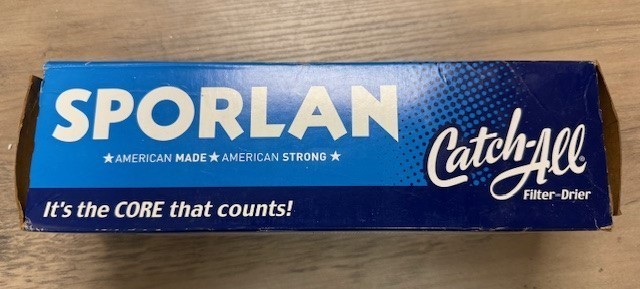 SPORLAN
★AMERICAN MADE★AMERICAN STRONG★
Catch-All®
Filter-Drier
It's the CORE that counts!